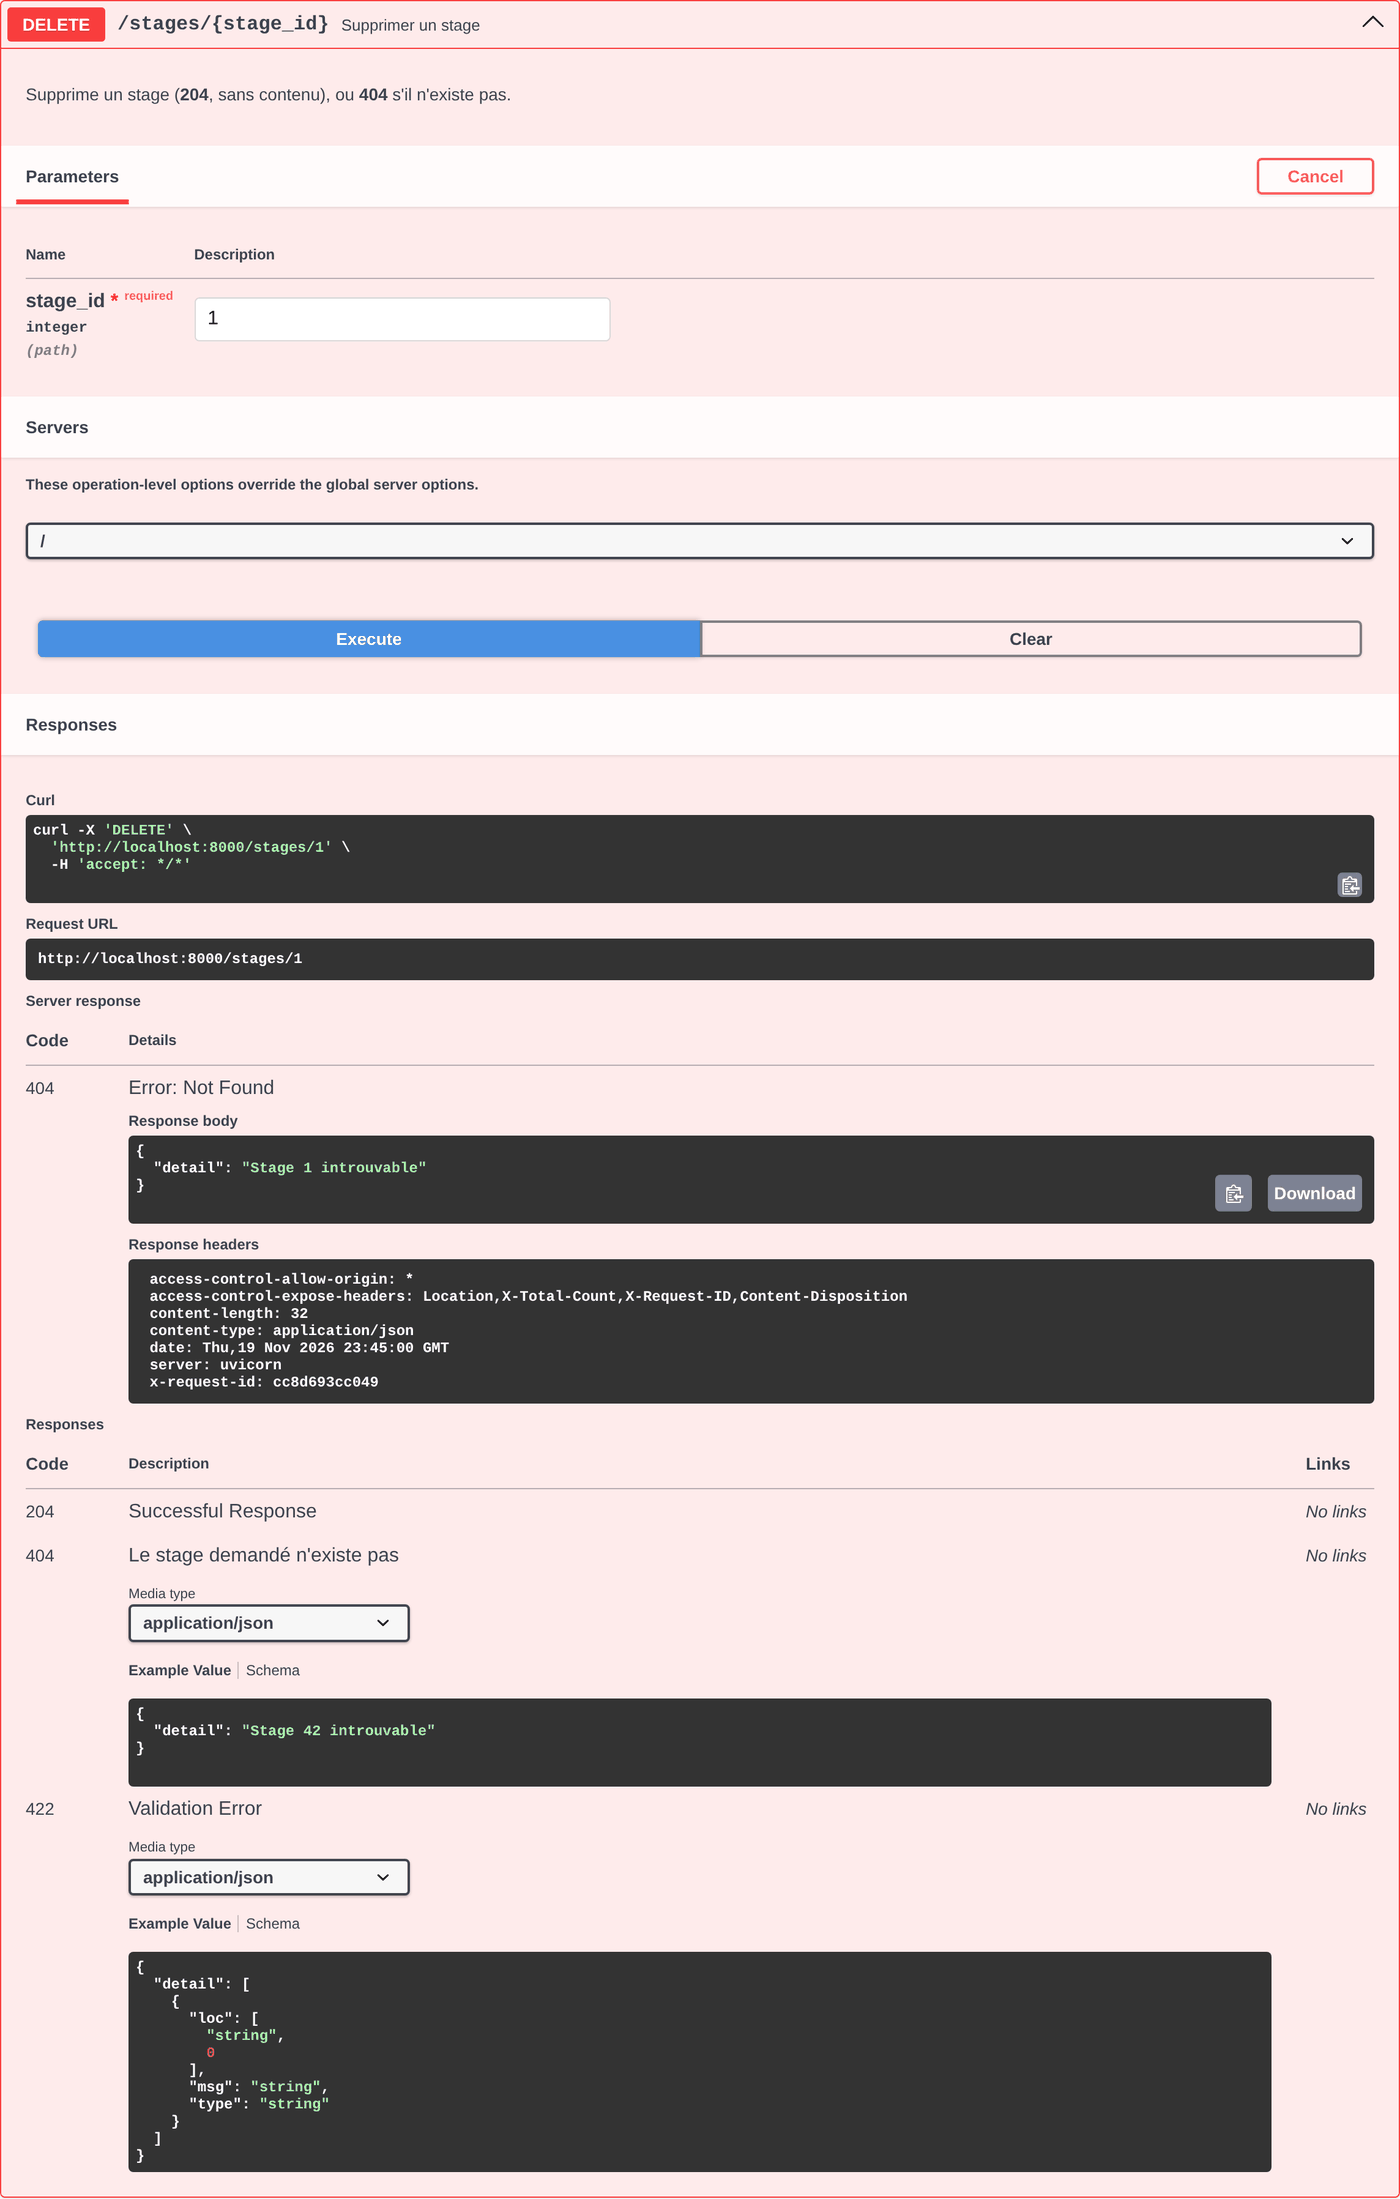 DELETE /stages/{stage_id} Supprimer un stage
Supprime un stage (204, sans contenu), ou 404 s'il n'existe pas.
Parameters Cancel
Name Description
stage_id * required
integer
(path)
1
Servers
These operation-level options override the global server options.
/
Execute Clear
Responses
Curl
curl -X 'DELETE' \
  'http://localhost:8000/stages/1' \
  -H 'accept: */*'
Request URL
http://localhost:8000/stages/1
Server response
Code Details
404 Error: Not Found
Response body
{
  "detail": "Stage 1 introuvable"
}
Download
Response headers
access-control-allow-origin: *
access-control-expose-headers: Location,X-Total-Count,X-Request-ID,Content-Disposition
content-length: 32
content-type: application/json
date: Thu,19 Nov 2026 23:45:00 GMT
server: uvicorn
x-request-id: cc8d693cc049
Responses
Code Description Links
204 Successful Response No links
404 Le stage demandé n'existe pas No links
Media type
application/json
Example Value Schema
{
  "detail": "Stage 42 introuvable"
}
422 Validation Error No links
Media type
application/json
Example Value Schema
{
  "detail": [
    {
      "loc": [
        "string",
        0
      ],
      "msg": "string",
      "type": "string"
    }
  ]
}